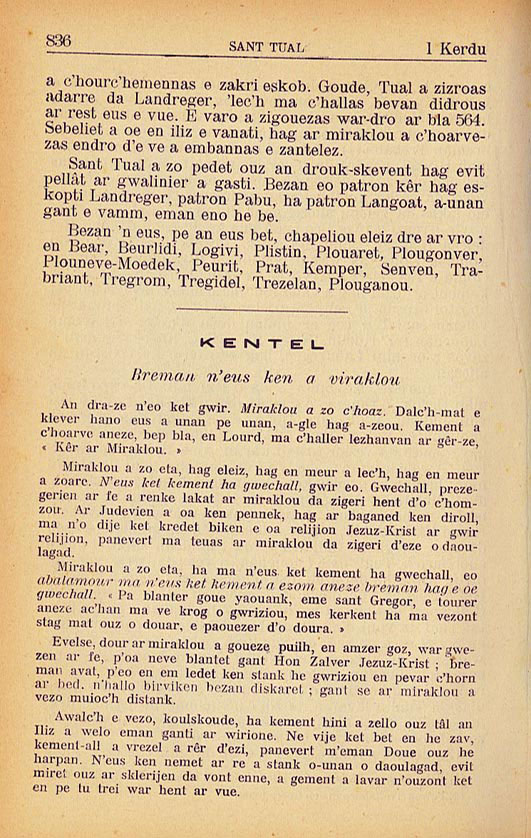 836 SANT TUAL 1 Kerdu
a c'hourc'hemennas e zakri eskob. Goude, Tual a zizroas
adarre da Landreger, 'lec'h ma c'hallas bevan didrous
ar rest eus e vue. E varo a zigouezas war-dro ar bla 564.
Sebeliet a oe en iliz e vanati, hag ar miraklou a c'hoarve-
zas endro d'e ve a embannas e zantelez.
Sant Tual a zo pedet ouz an drouk-skevent hag evit
pellât ar gwalinier a gasti. Bezan eo patron kêr hag es-
kopti Landreger, patron Pabu, ha patron Langoat, a-unan
gant e vamm, eman eno he be.
Bezan 'n eus, pe an eus bet, chapeliou eleiz dre ar vro :
en Bear, Beurlidi, Logivi, Plistin, Plouaret, Plougonver,
Plouneve-Moedek, Peurit, Prat, Kemper, Senven, Tra-
briant, Tregrom, Tregidel, Trezelan, Plouganou.
KENTEL
Breman n'eus ken a viraklou
An dra-ze n'eo ket gwir. Miraklou a zo c'hoaz. Dalc'h-mat e
klever hano eus a unan pe unan, a-gle hag a-zeou. Kement a
c'hoarve aneze, bep bla, en Lourd, ma c'haller lezhanvan ar gêr-ze,
« Kêr ar Miraklou. »
Miraklou a zo eta, hag eleiz, hag en meur a lec'h, hag en meur
a zoare. N'eus ket kement ha gwechall, gwir eo. Gwechall, preze-
gerien ar fe a renke lakat ar miraklou da zigeri hent d'o c'hom-
zou. Ar Judevien a oa ken pennek, hag ar baganed ken diroll,
ma n'o dije ket kredet biken e oa relijion Jezuz-Krist ar gwir
relijion, panevert ma teuas ar miraklou da zigeri d'eze o daou-
lagad.
Miraklou a zo eta, ha ma n'eus ket kement ha gwechall, eo
abalamour ma n'eus ket kement a ezom aneze breman hag e oe
gwechall. « Pa blanter goue yaouank, eme sant Gregor, e tourer
aneze ac'han ma ve krog o gwriziou, mes kerkent ha ma vezont
stag mat ouz o douar, e paouezer d'o doura. »
Evelse, dour ar miraklou a goueze puilh, en amzer goz, war gwe-
zen ar fe, p'oa neve blantet gant Hon Zalver Jezuz-Krist ; bre-
man avat, p'eo en em ledet ken stank he gwriziou en pevar c'horn
ar bed, n'hallo birviken bezan diskaret ; gant se ar miraklou a
vezo muioc'h distank.
Awalc'h e vezo, koulskoude, ha kement hini a zello ouz tâl an
Iliz a welo eman ganti ar wirione. Ne vije ket bet en he zav,
kement-all a vrezel a rêr d'ezi, panevert m'eman Doue ouz he
harpan. N'eus ken nemet ar re a stank o-unan o daoulagad, evit
miret ouz ar sklerijen da vont enne, a gement a lavar n'ouzont ket
en pe tu trei war hent ar vue.